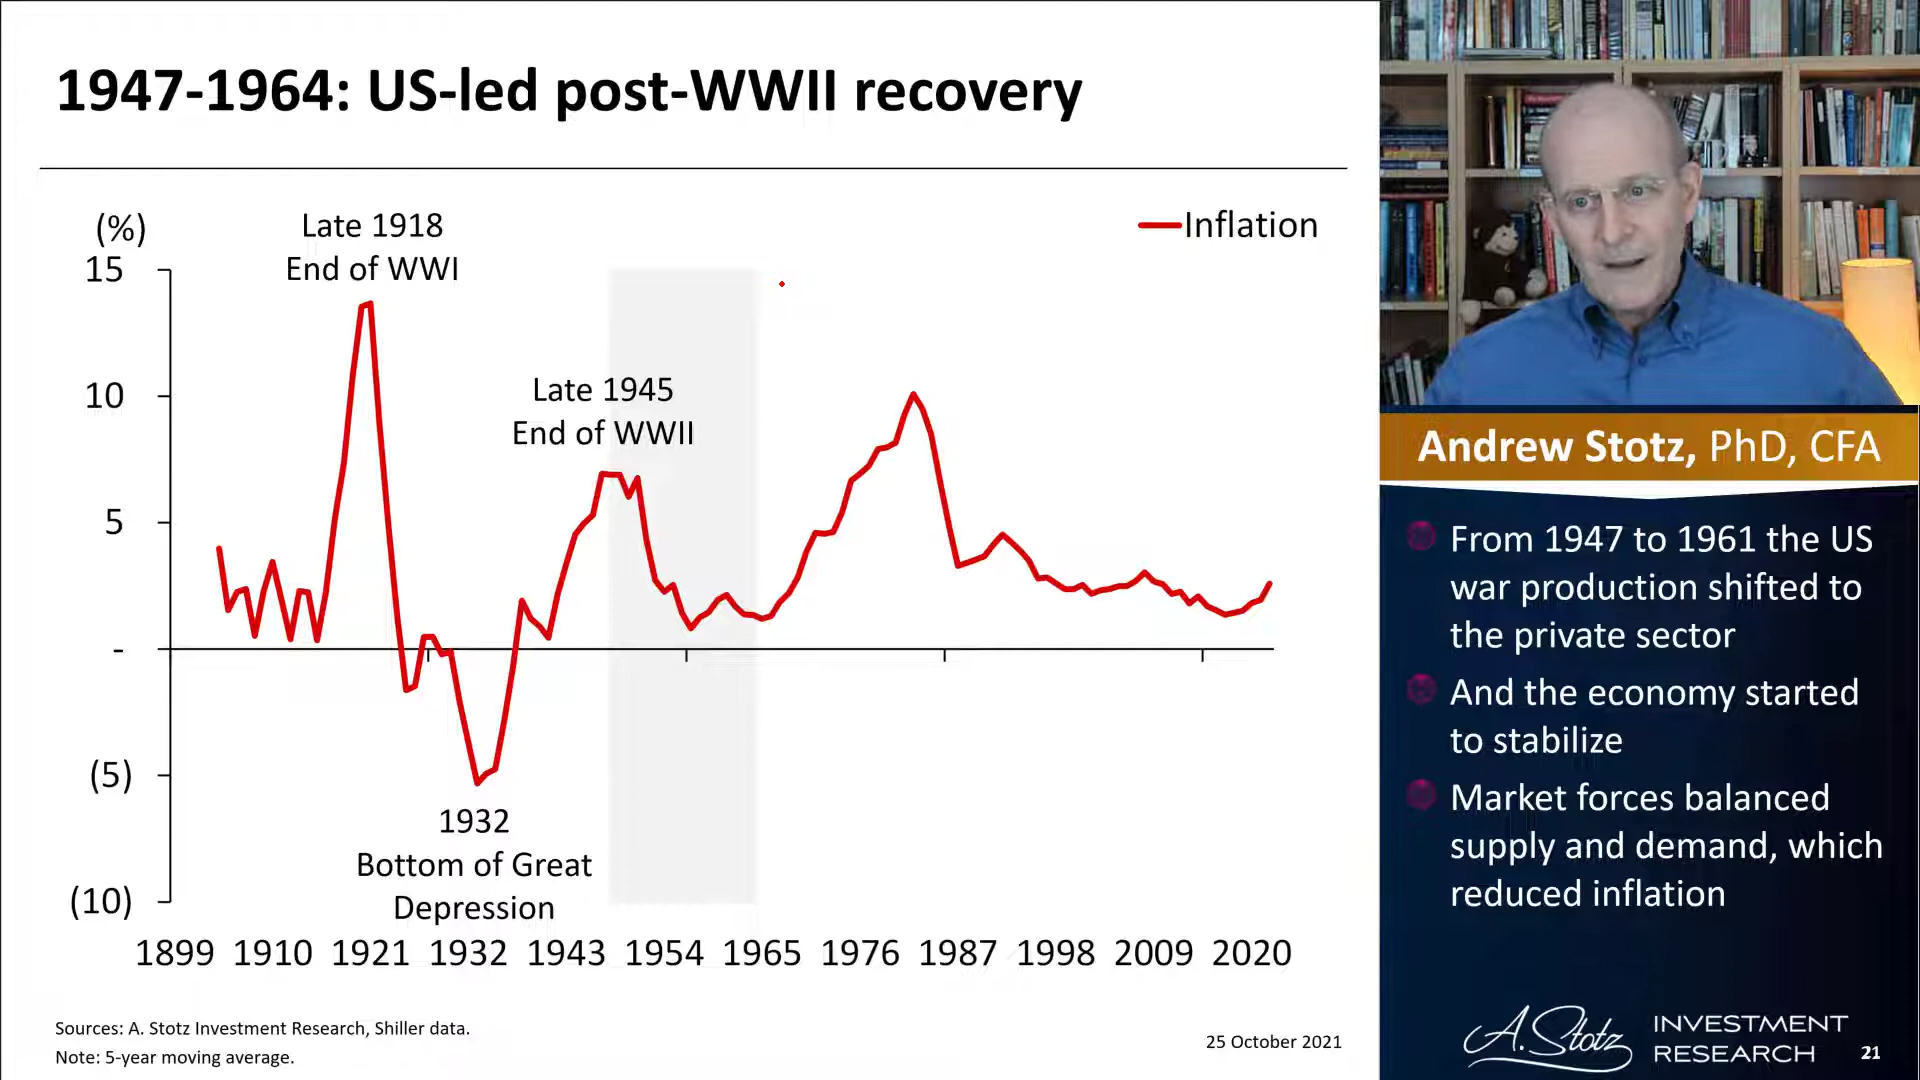 1947-1964: US-led post-WWII recovery
(%)
Late 1918
End of WWI
Inflation
15
10
5
-
(5)
(10)
Late 1945
End of WWII
1932
Bottom of Great
Depression
1899 1910 1921 1932 1943 1954 1965 1976 1987 1998 2009 2020
Sources: A. Stotz Investment Research, Shiller data.
Note: 5-year moving average.
25 October 2021
Andrew Stotz, PhD, CFA
From 1947 to 1961 the US
war production shifted to
the private sector
And the economy started
to stabilize
Market forces balanced
supply and demand, which
reduced inflation
A. Stotz
INVESTMENT
RESEARCH
21